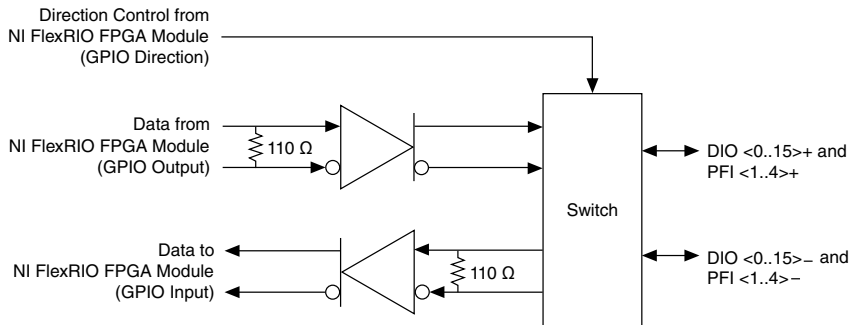 Direction Control from
NI FlexRIO FPGA Module
(GPIO Direction)
Data from
NI FlexRIO FPGA Module
(GPIO Output)
110 Ω
DIO <0..15>+ and
PFI <1..4>+
Switch
Data to
NI FlexRIO FPGA Module
(GPIO Input)
110 Ω
DIO <0..15>− and
PFI <1..4>−